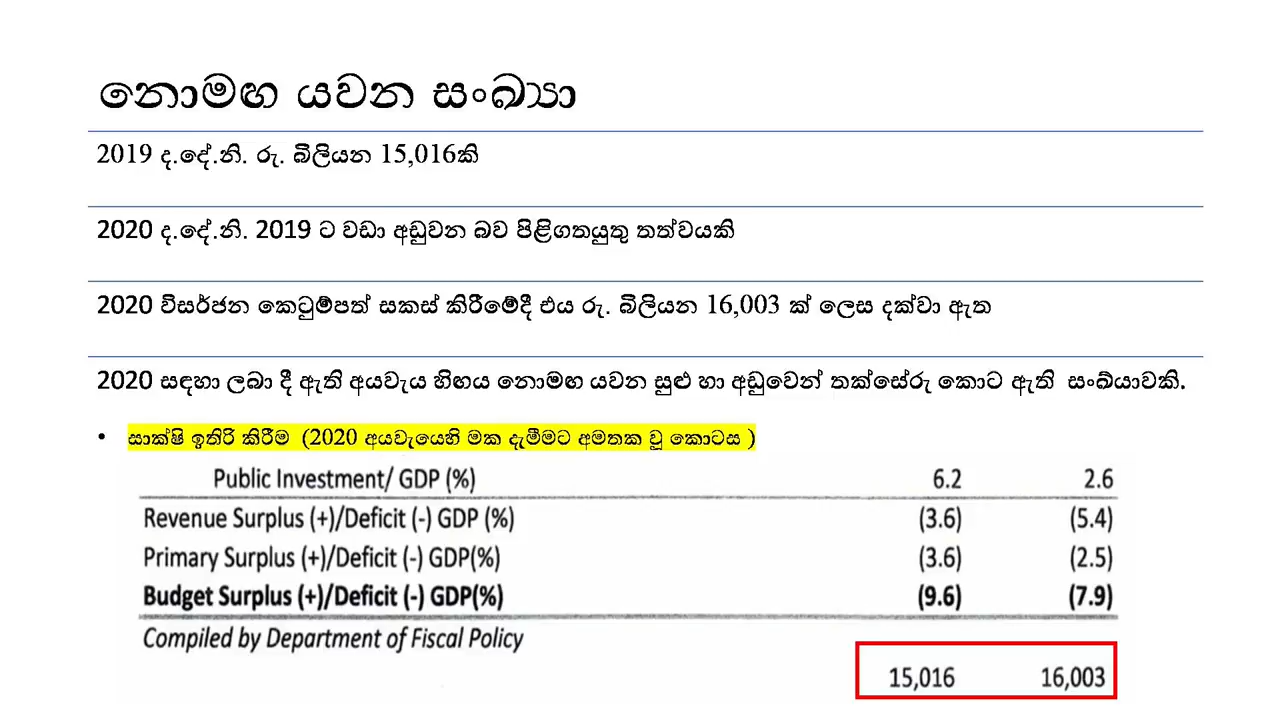 නොමඟ යවන සංඛ්‍යා
2019 ද.දේ.නි. රු. බිලියන 15,016කි
2020 ද.දේ.නි. 2019 ට වඩා අඩුවන බව පිළිගතයුතු තත්වයකි
2020 විසර්ජන කෙටුම්පත් සකස් කිරීමේදී එය රු. බිලියන 16,003 ක් ලෙස දක්වා ඇත
2020 සඳහා ලබා දී ඇති අයවැය හිඟය නොමඟ යවන සුළු හා අඩුවෙන් තක්සේරු කොට ඇති සංඛ්යාවකි.
• සාක්ෂි ඉතිරි කිරීම (2020 අයවැයෙහි මක දැමීමට අමතක වූ කොටස )
Public Investment/ GDP (%) 6.2 2.6
Revenue Surplus (+)/Deficit (-) GDP (%) (3.6) (5.4)
Primary Surplus (+)/Deficit (-) GDP(%) (3.6) (2.5)
Budget Surplus (+)/Deficit (-) GDP(%) (9.6) (7.9)
Compiled by Department of Fiscal Policy
15,016 16,003